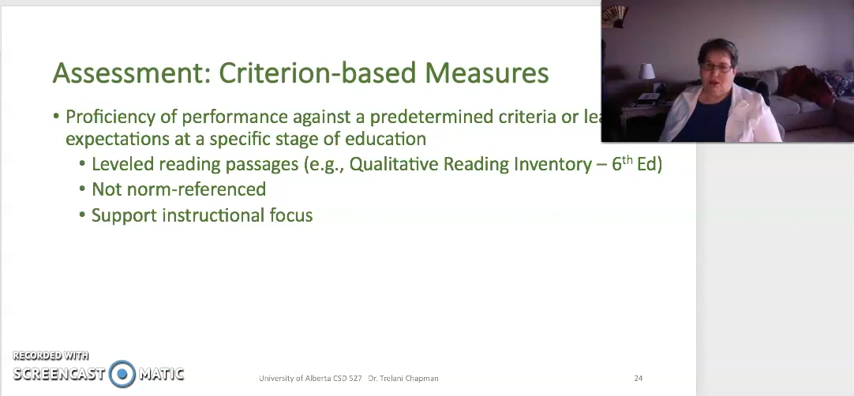 Assessment: Criterion-based Measures
• Proficiency of performance against a predetermined criteria or
expectations at a specific stage of education
• Leveled reading passages (e.g., Qualitative Reading Inventory – 6th Ed)
• Not norm-referenced
• Support instructional focus
RECORDED WITH
SCREENCAST MATIC
University of Alberta CSD 527 Dr. Trelani Chapman
24